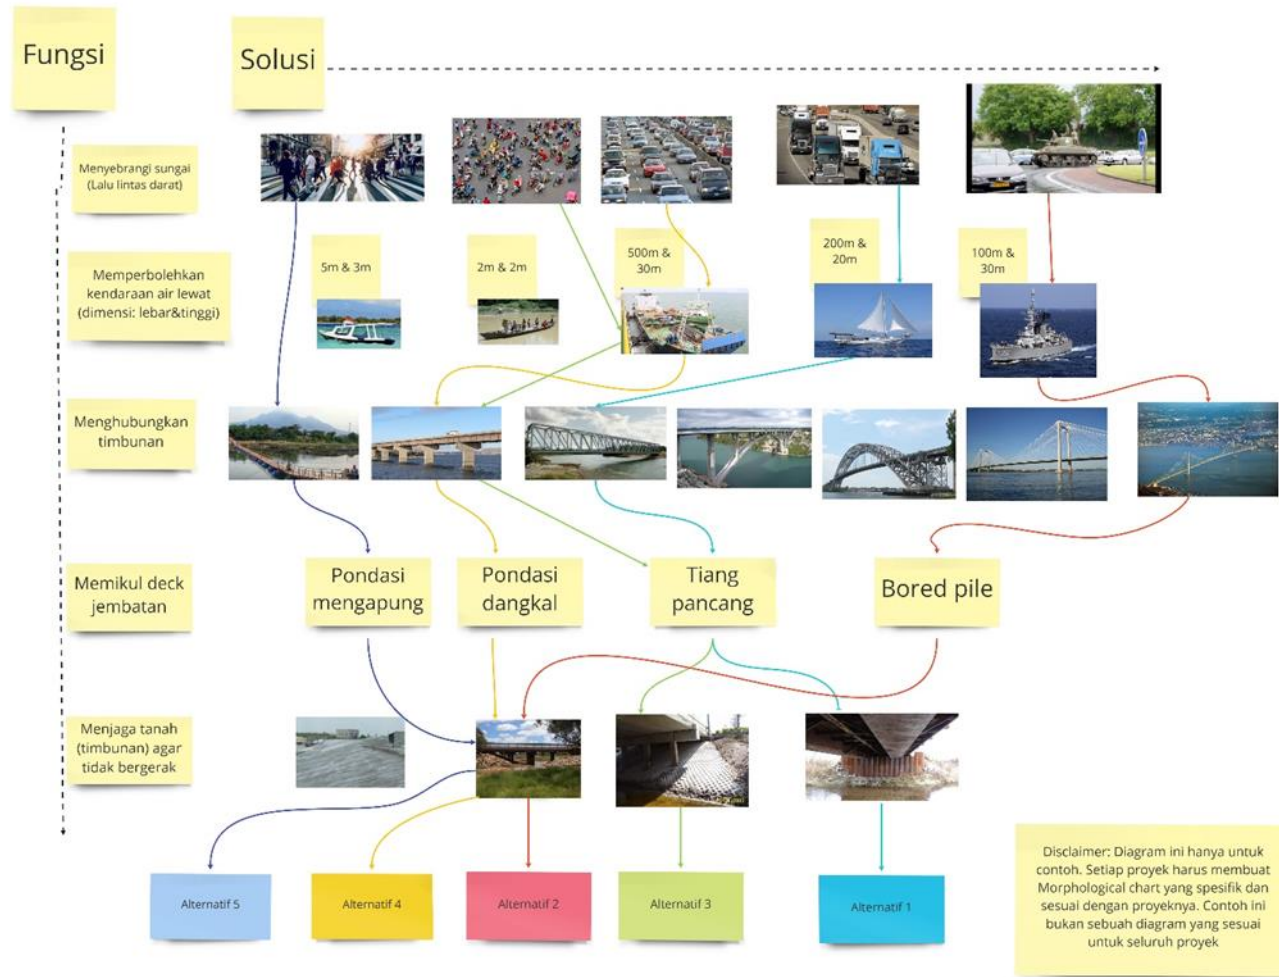 Fungsi
Solusi
Menyebrangi sungai
(Lalu lintas darat)
Memperbolehkan
kendaraan air lewat
(dimensi: lebar&tinggi)
5m & 3m
2m & 2m
500m &
30m
200m &
20m
100m &
30m
Menghubungkan
timbunan
Memikul deck
jembatan
Pondasi
mengapung
Pondasi
dangkal
Tiang
pancang
Bored pile
Menjaga tanah
(timbunan) agar
tidak bergerak
Alternatif 5
Alternatif 4
Alternatif 2
Alternatif 3
Alternatif 1
Disclaimer: Diagram ini hanya untuk
contoh. Setiap proyek harus membuat
Morphological chart yang spesifik dan
sesuai dengan proyeknya. Contoh ini
bukan sebuah diagram yang sesuai
untuk seluruh proyek